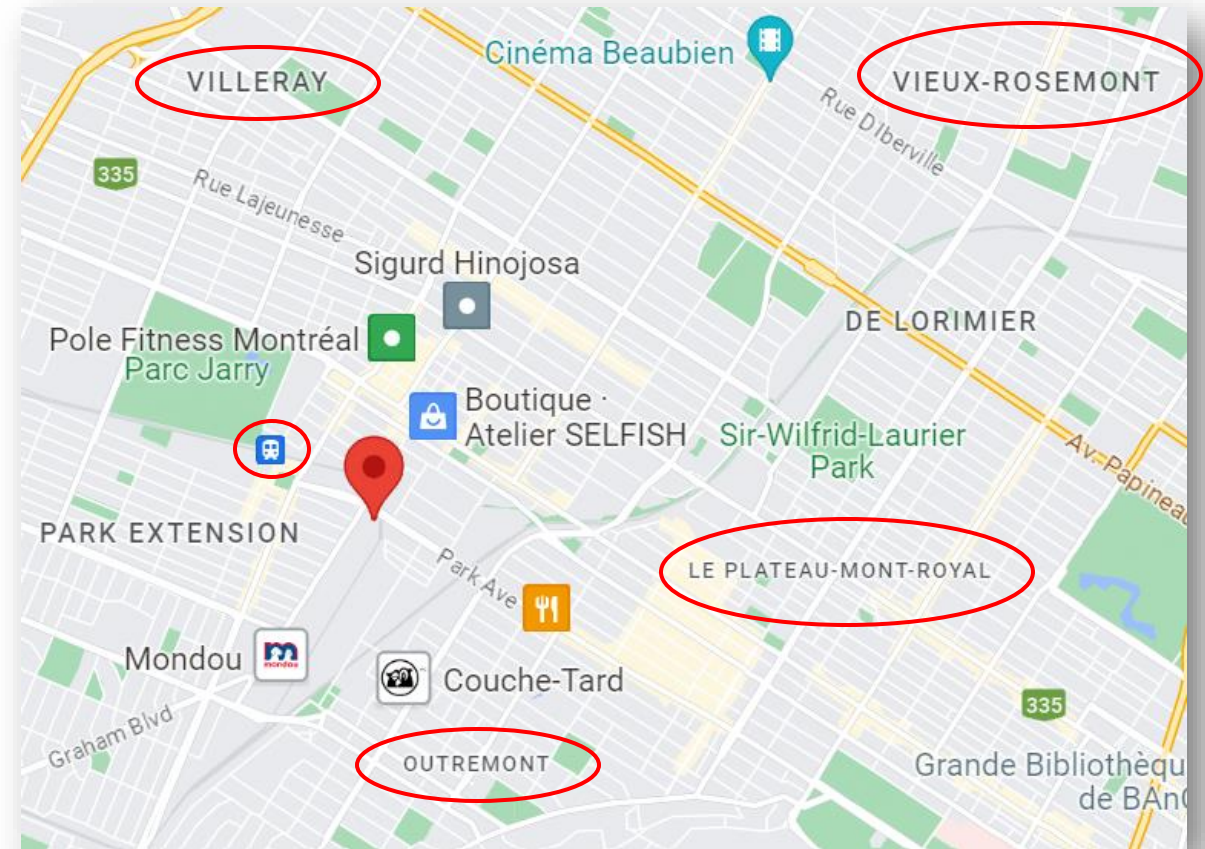 VILLERAY
Cinéma Beaubien
VIEUX-ROSEMONT
Rue D'Iberville
335
Rue Lajeunesse
Sigurd Hinojosa
DE LORIMIER
Pole Fitness Montréal
Parc Jarry
Boutique ·
Atelier SELFISH
Sir-Wilfrid-Laurier
Park
Av. Papineau
PARK EXTENSION
Park Ave
LE PLATEAU-MONT-ROYAL
Mondou
mondou
Couche-Tard
335
Graham Blvd
OUTREMONT
Grande Bibliothèqu
de BAn